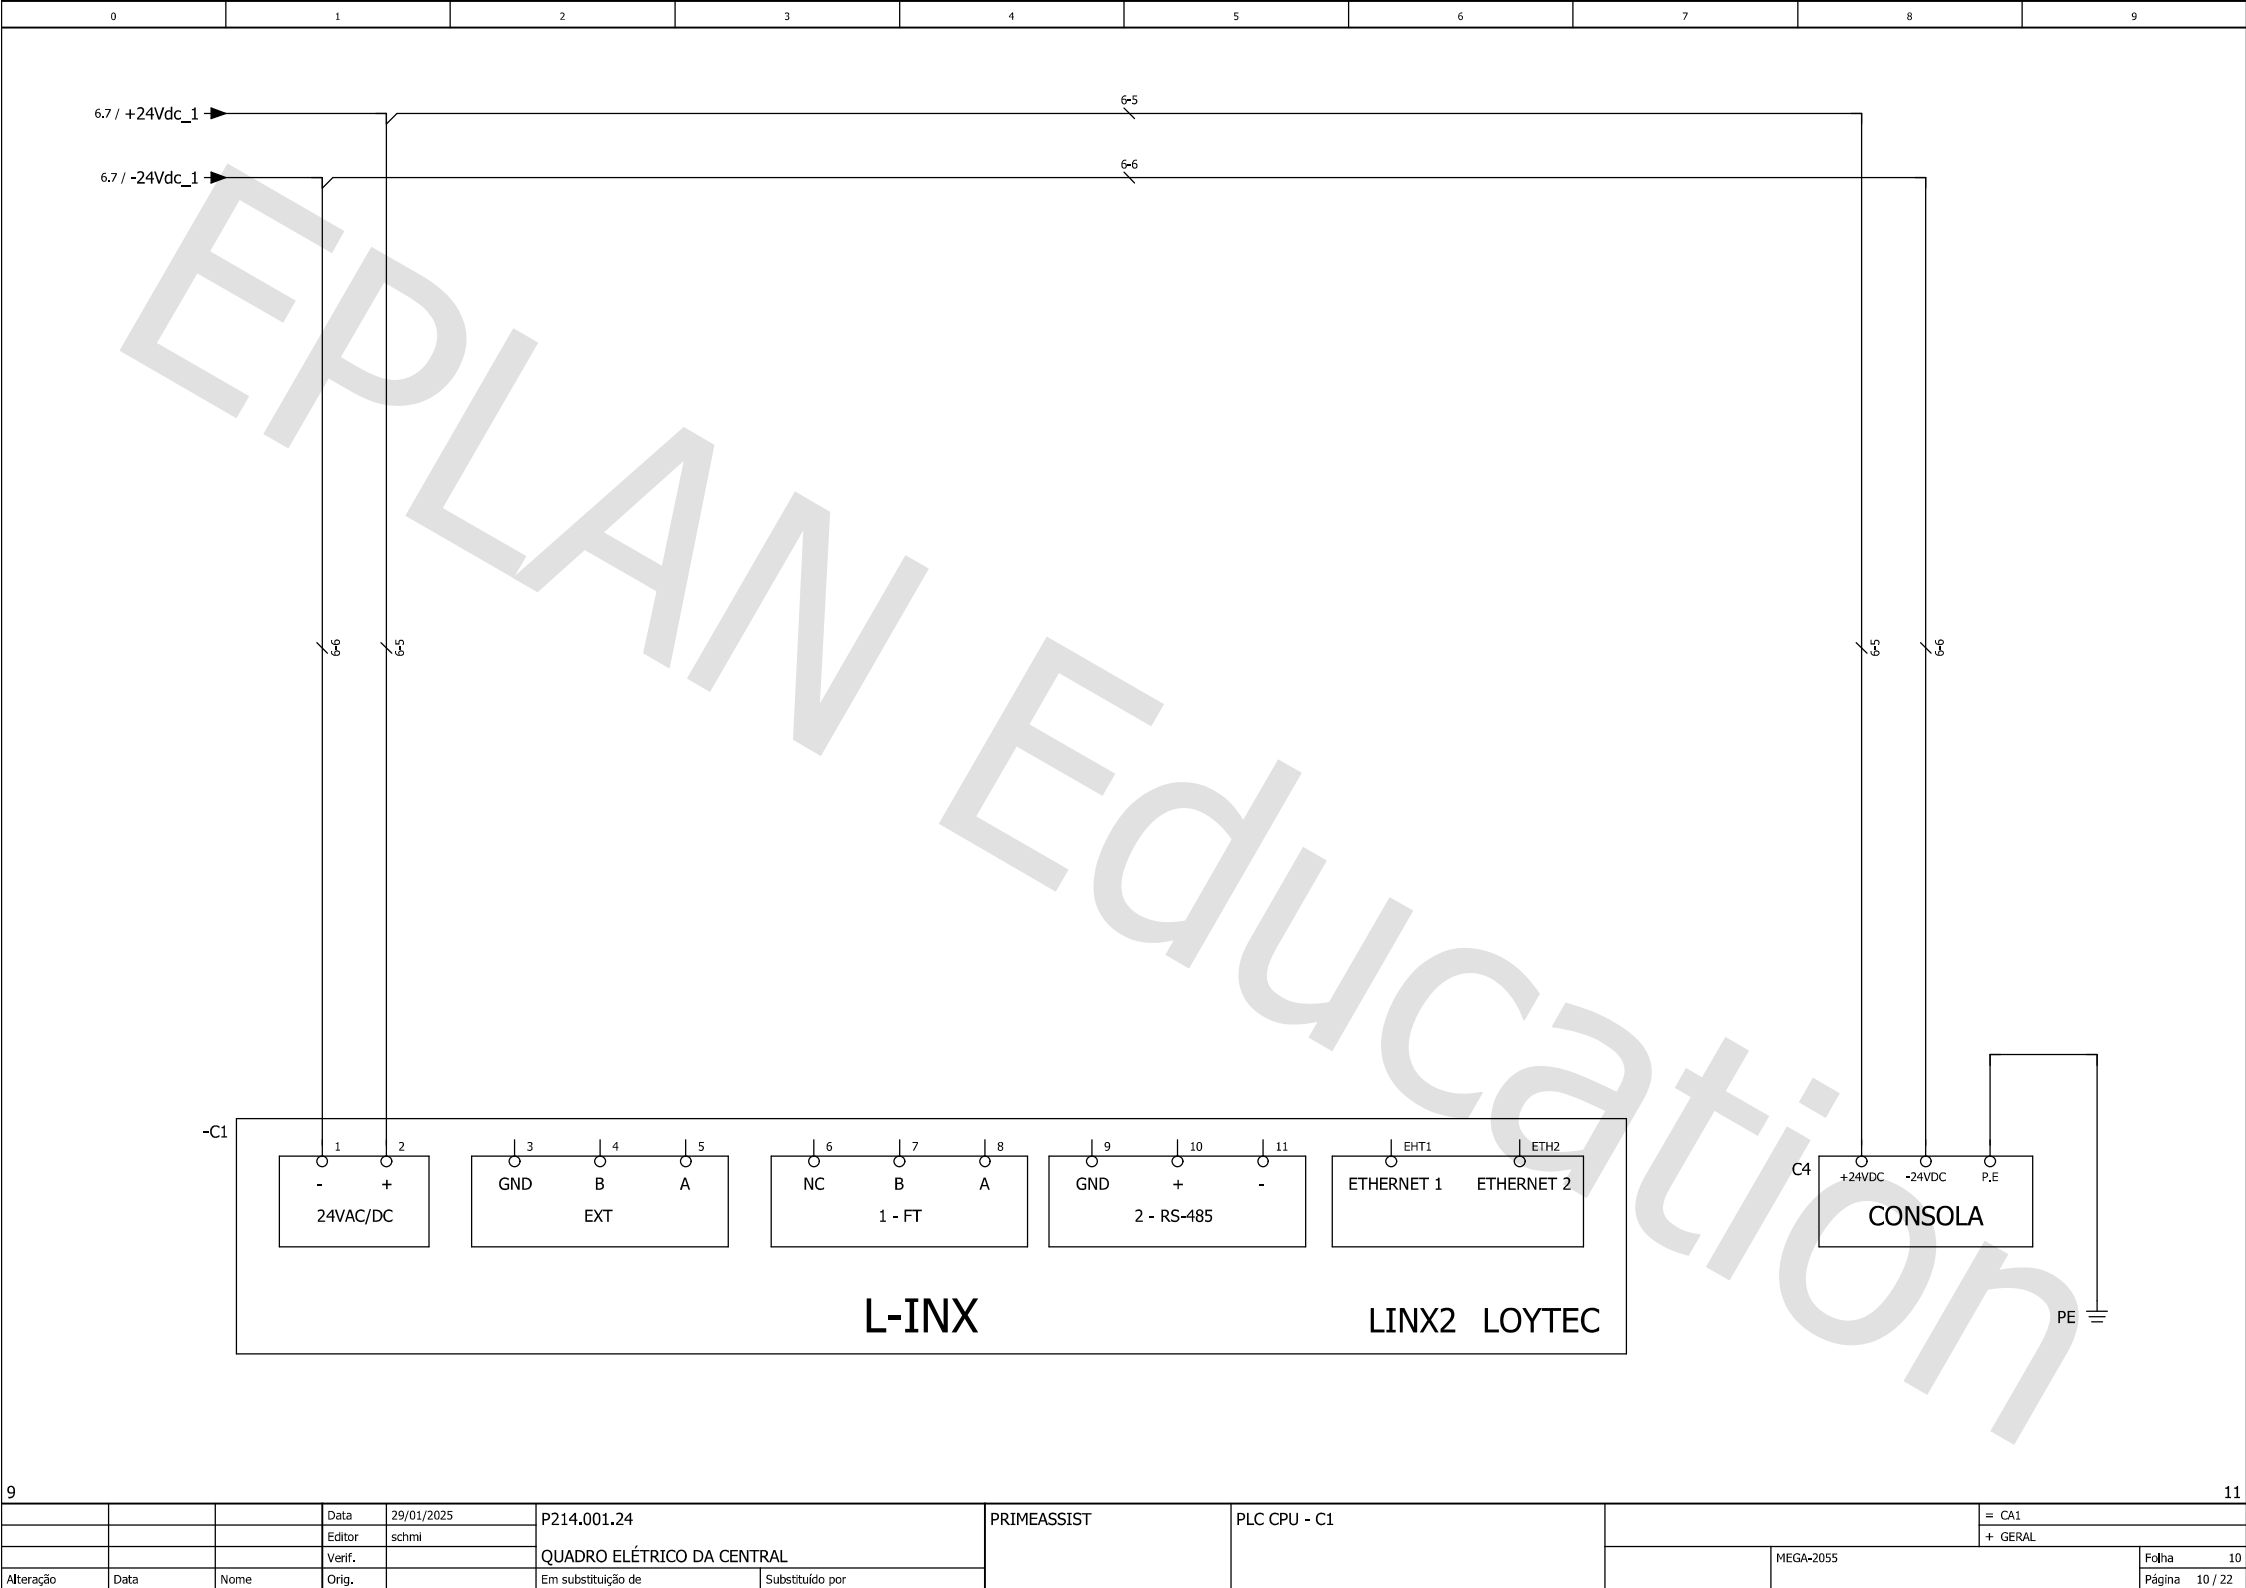 0 1 2 3 4 5 6 7 8 9
6.7 / +24Vdc_1
6-5
6.7 / -24Vdc_1
6-6
EPLAN Education
6-6 6-5 6-5 6-6
-C1
1 2 3 4 5 6 7 8 9 10 11 EHT1 ETH2
- + GND B A NC B A GND + - ETHERNET 1 ETHERNET 2
24VAC/DC EXT 1 - FT 2 - RS-485
L-INX LINX2 LOYTEC
C4
+24VDC -24VDC P.E
CONSOLA
PE
9 11
Data 29/01/2025
Editor schmi
Verif.
Alteração Data Nome Orig.
P214.001.24
QUADRO ELÉTRICO DA CENTRAL
Em substituição de Substituído por
PRIMEASSIST
PLC CPU - C1
MEGA-2055
= CA1
+ GERAL
Folha 10
Página 10 / 22